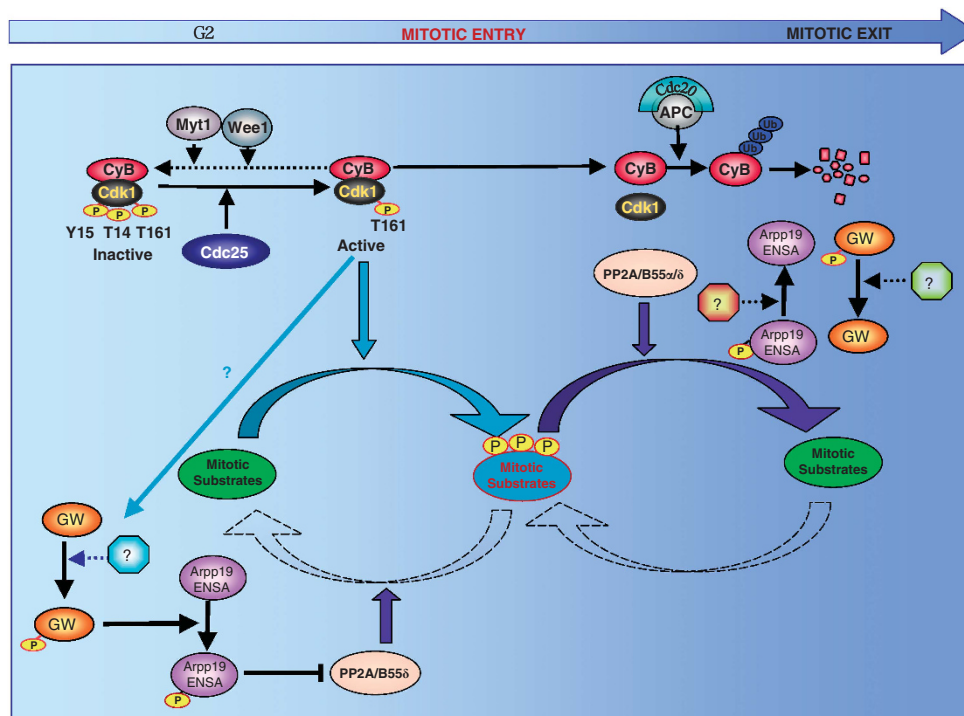 G2
MITOTIC ENTRY
MITOTIC EXIT
Cdc20
APC
Myt1
Wee1
Ub
Ub
Ub
CyB
CyB
CyB
CyB
Cdk1
Cdk1
Cdk1
P
P
P
P
Y15 T14 T161
T161
Inactive
Active
Cdc25
Arpp19
ENSA
GW
P
PP2A/B55α/δ
?
?
Arpp19
ENSA
P
GW
?
P
P
P
Mitotic
Substrates
Mitotic
Substrates
Mitotic
Substrates
GW
?
Arpp19
ENSA
GW
P
Arpp19
ENSA
P
PP2A/B55δ